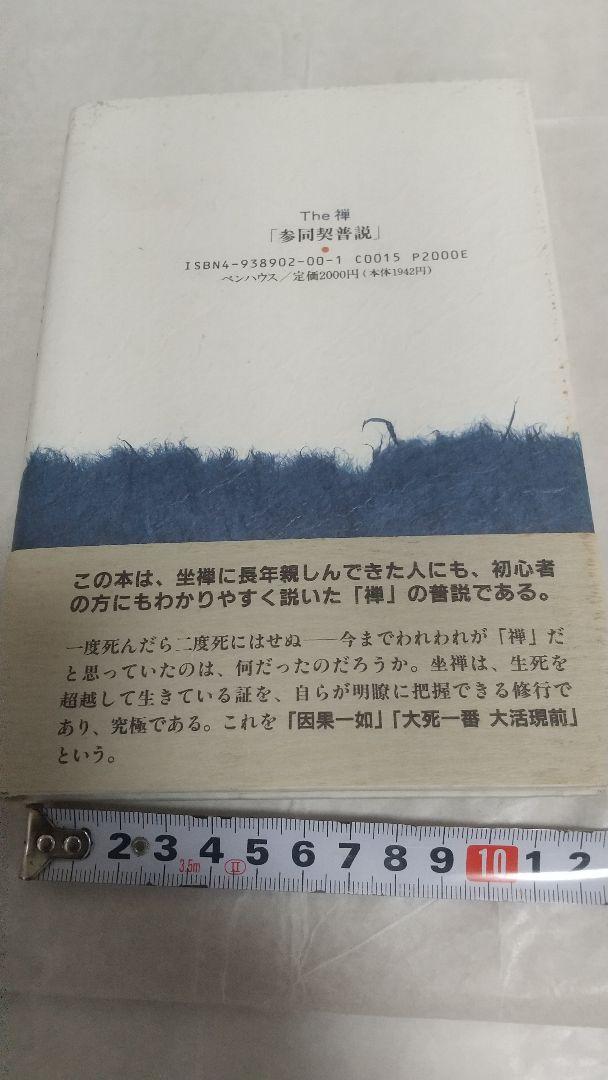 The 禅
「参同契普説」
ISBN4-938902-00-1 C0015 P2000E
ペンハウス/定価2000円(本体1942円)
この本は、坐禅に長年親しんできた人にも、初心者
の方にもわかりやすく説いた「禅」の普説である。
一度死んだら二度死にはせぬ――今までわれわれが「禅」だ
と思っていたのは、何だったのだろうか。坐禅は、生死を
超越して生きている証を、自らが明瞭に把握できる修行で
あり、究極である。これを「因果一如」「大死一番 大活現前」
という。
2 3 4 5 6 7 8 9 10 1 2
3.5m II